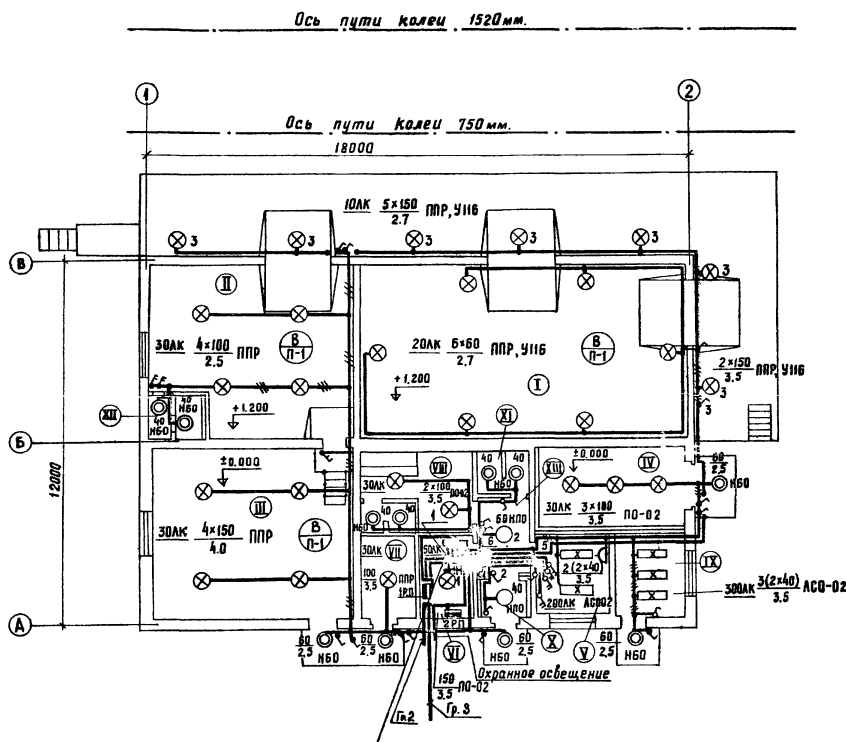 Ось пути колеи 1520мм.
1
2
Ось пути колеи 750мм.
18000
10ЛК 5×150 ППР, У116
2.7
3
3
3
3
3
В
II
3
30ЛК 4×100 ППР
2.5
В
П-1
20ЛК 6×60 ППР, У116
2.7
В
П-1
2×150 ППР, У116
3.5
I
+1.200
3
3
XII
40
Н60
40
Н60
+1.200
XI
Б
12000
±0.000
VIII
40
40
XIII
±0.000
IV
60
2,5
30ЛК
2×100
3,5
ПО-02
Н60
Н60
III
30ЛК 4×150 ППР
4.0
В
П-1
40
40
Н60
60 НПО
2
6
30ЛК 3×100 ПО-02
3,5
30ЛК
VII
50ЛК
1
5
100
3,5
ППР
1РП
2
2(2×40)
3.5
IX
300ЛК 3(2×40) АСО-02
3,5
40
НПО
200ЛК АСО02
2РП
А
60
2,5
Н60
60
2,5
Н60
VI
X
60
2,5
Н60
V
60
2,5
Н60
150 ПО-02
3.5
Охранное освещение
Гр.2
Гр.3